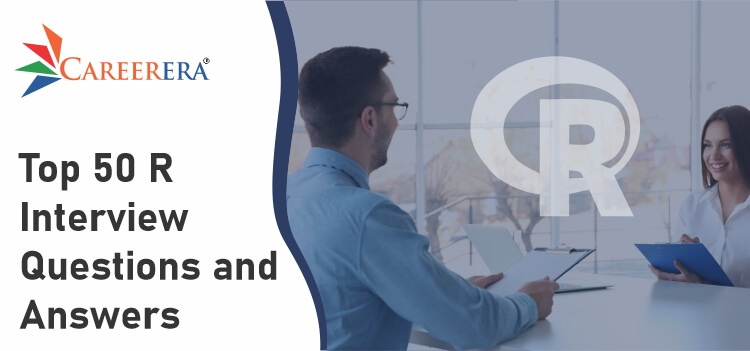 CAREERERA
Top 50 R
Interview
Questions and
Answers
R